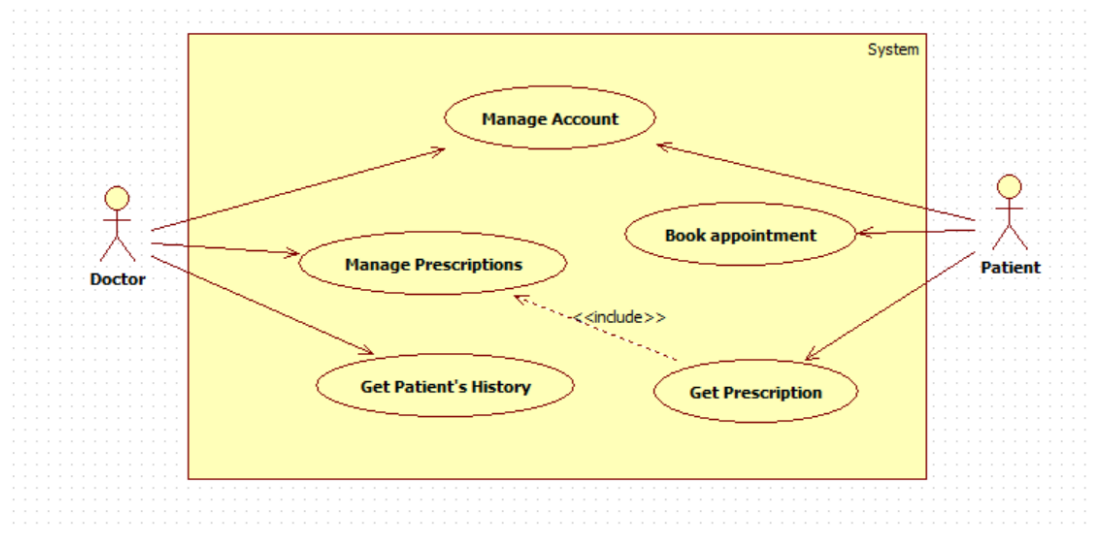 System
Manage Account
Book appointment
Manage Prescriptions
Patient
Doctor
<<include>>
Get Patient's History
Get Prescription